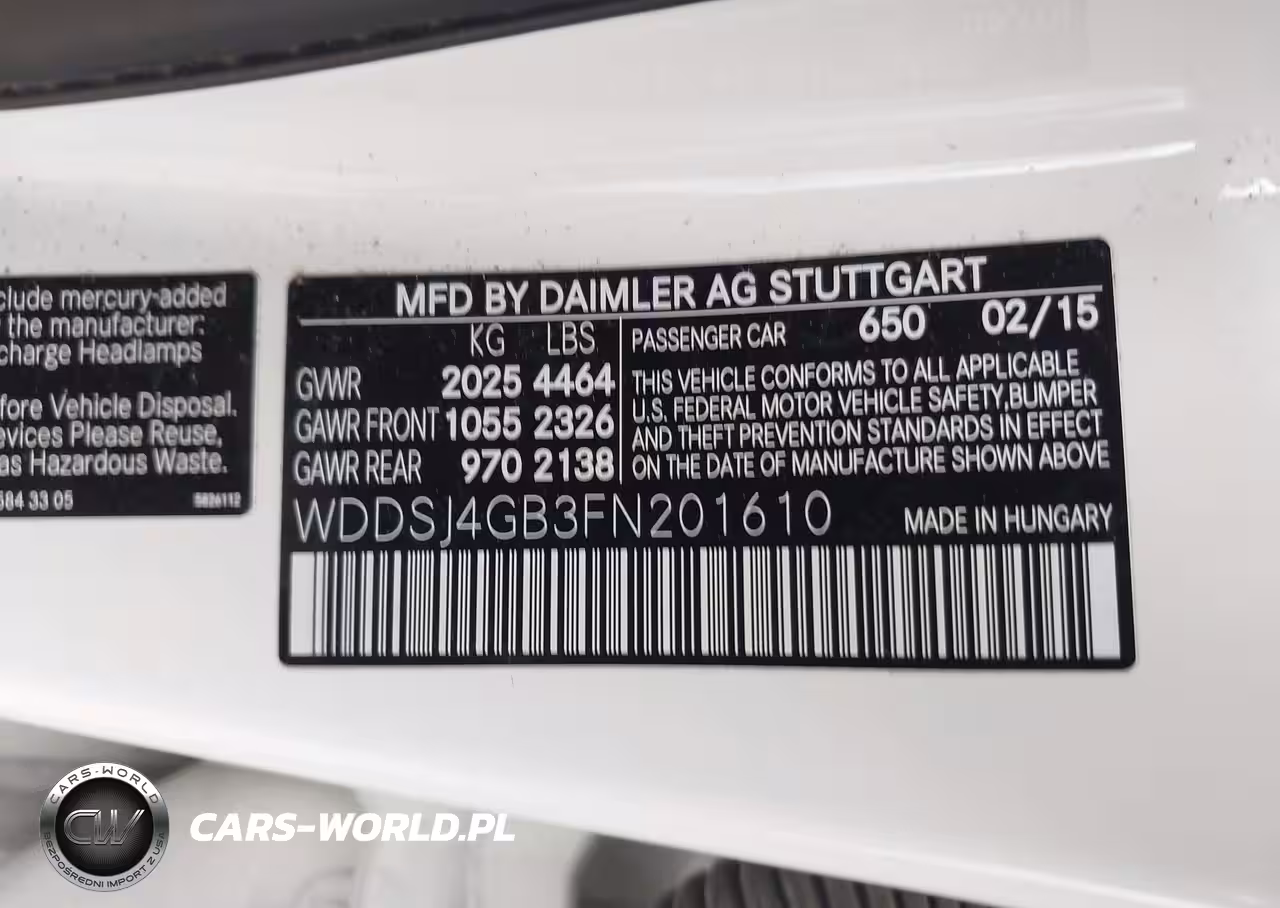 clude mercury-added
the manufacturer:
charge Headlamps
fore Vehicle Disposal.
evices Please Reuse,
as Hazardous Waste.
584 33 05
5826112
MFD BY DAIMLER AG STUTTGART
KG LBS
GVWR 2025 4464
GAWR FRONT 1055 2326
GAWR REAR 970 2138
PASSENGER CAR 650 02/15
THIS VEHICLE CONFORMS TO ALL APPLICABLE
U.S. FEDERAL MOTOR VEHICLE SAFETY,BUMPER
AND THEFT PREVENTION STANDARDS IN EFFECT
ON THE DATE OF MANUFACTURE SHOWN ABOVE
WDDSJ4GB3FN201610
MADE IN HUNGARY
CARS-WORLD
CW
BEZPOŚREDNI IMPORT Z USA
CARS-WORLD.PL